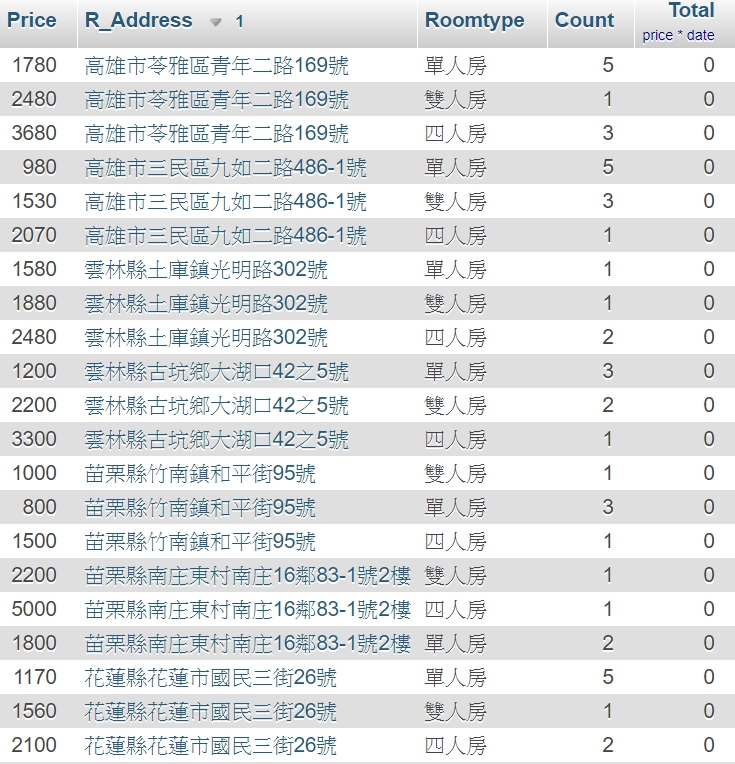 Price R_Address 1 Roomtype Count Total
price * date
1780 高雄市苓雅區青年二路169號 單人房 5 0
2480 高雄市苓雅區青年二路169號 雙人房 1 0
3680 高雄市苓雅區青年二路169號 四人房 3 0
980 高雄市三民區九如二路486-1號 單人房 5 0
1530 高雄市三民區九如二路486-1號 雙人房 3 0
2070 高雄市三民區九如二路486-1號 四人房 1 0
1580 雲林縣土庫鎮光明路302號 單人房 1 0
1880 雲林縣土庫鎮光明路302號 雙人房 1 0
2480 雲林縣土庫鎮光明路302號 四人房 2 0
1200 雲林縣古坑鄉大湖口42之5號 單人房 3 0
2200 雲林縣古坑鄉大湖口42之5號 雙人房 2 0
3300 雲林縣古坑鄉大湖口42之5號 四人房 1 0
1000 苗栗縣竹南鎮和平街95號 雙人房 1 0
800 苗栗縣竹南鎮和平街95號 單人房 3 0
1500 苗栗縣竹南鎮和平街95號 四人房 1 0
2200 苗栗縣南庄東村南庄16鄰83-1號2樓 雙人房 1 0
5000 苗栗縣南庄東村南庄16鄰83-1號2樓 四人房 1 0
1800 苗栗縣南庄東村南庄16鄰83-1號2樓 單人房 2 0
1170 花蓮縣花蓮市國民三街26號 單人房 5 0
1560 花蓮縣花蓮市國民三街26號 雙人房 1 0
2100 花蓮縣花蓮市國民三街26號 四人房 2 0